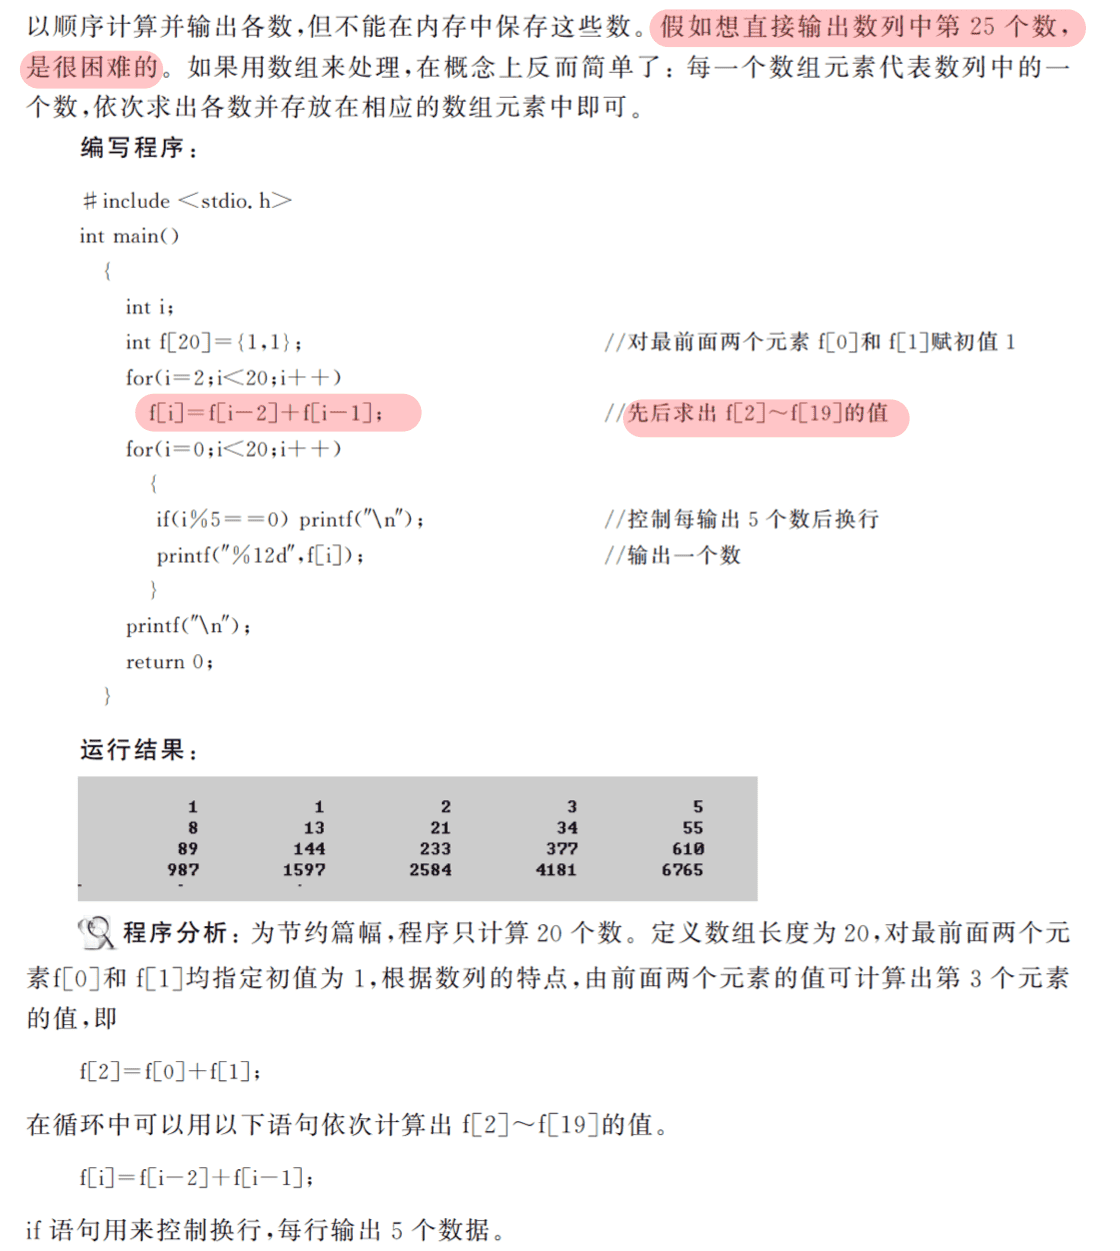 以顺序计算并输出各数,但不能在内存中保存这些数。假如想直接输出数列中第 25 个数,
是很困难的。如果用数组来处理,在概念上反而简单了：每一个数组元素代表数列中的一
个数,依次求出各数并存放在相应的数组元素中即可。
编写程序：
#include <stdio.h>
int main()
{
int i;
int f[20]={1,1}; //对最前面两个元素 f[0]和 f[1]赋初值 1
for(i=2;i<20;i++)
f[i]=f[i-2]+f[i-1]; //先后求出 f[2]～f[19]的值
for(i=0;i<20;i++)
{
if(i%5==0) printf("\n"); //控制每输出 5 个数后换行
printf("%12d",f[i]); //输出一个数
}
printf("\n");
return 0;
}
运行结果：
1 1 2 3 5
8 13 21 34 55
89 144 233 377 610
987 1597 2584 4181 6765
程序分析：为节约篇幅,程序只计算 20 个数。定义数组长度为 20,对最前面两个元
素f[0]和 f[1]均指定初值为 1,根据数列的特点,由前面两个元素的值可计算出第 3 个元素
的值,即
f[2]=f[0]+f[1];
在循环中可以用以下语句依次计算出 f[2]～f[19]的值。
f[i]=f[i-2]+f[i-1];
if 语句用来控制换行,每行输出 5 个数据。